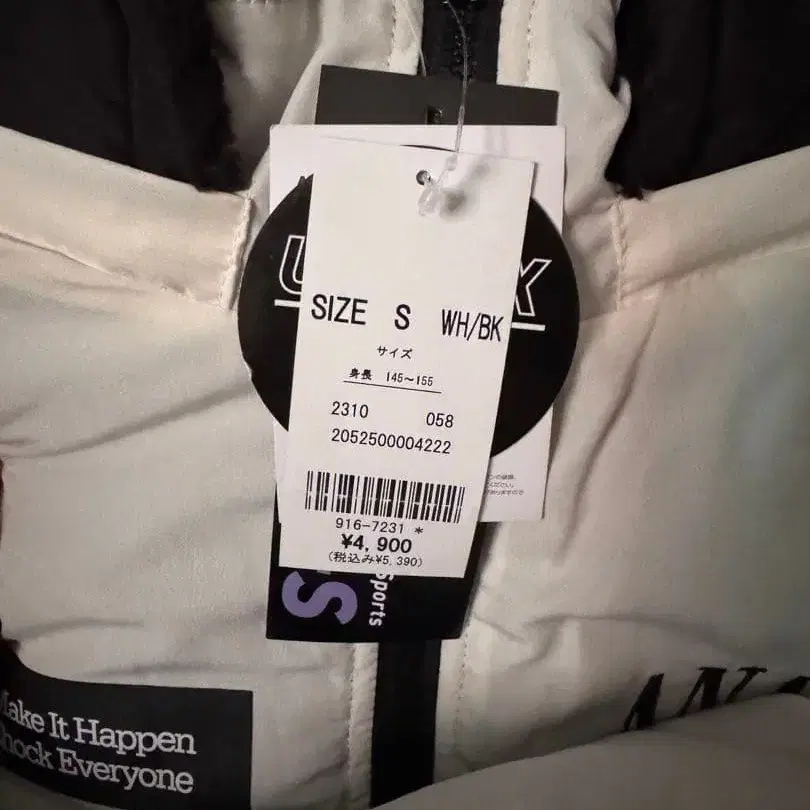 SIZE S WH/BK
サイズ
身長 145〜155
2310 058
2052500004222
916-7231 *
¥4,900
(税込み¥5,390)
Sports
Make It Happen
Shock Everyone